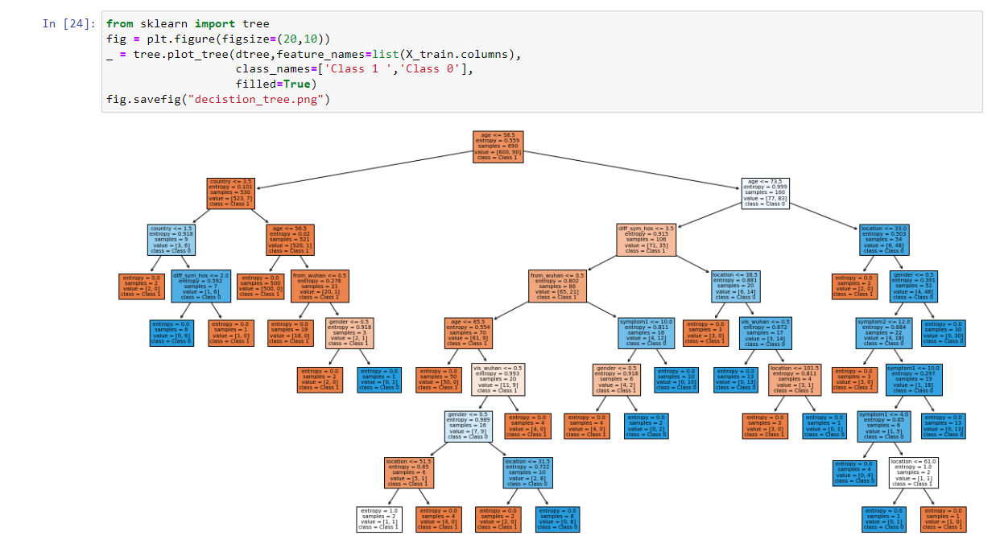 In [24]:
from sklearn import tree
fig = plt.figure(figsize=(20,10))
_ = tree.plot_tree(dtree,feature_names=list(X_train.columns),
class_names=['Class 1 ','Class 0'],
filled=True)
fig.savefig("decistion_tree.png")
age <= 58.5
entropy = 0.559
samples = 690
value = [600, 90]
class = Class 1
country <= 3.5
entropy = 0.101
samples = 530
value = [523, 7]
class = Class 1
age <= 73.5
entropy = 0.999
samples = 160
value = [77, 83]
class = Class 0
country <= 1.5
entropy = 0.918
samples = 9
value = [3, 6]
class = Class 0
age <= 56.5
entropy = 0.02
samples = 521
value = [520, 1]
class = Class 1
diff_sym_hos <= 3.5
entropy = 0.915
samples = 106
value = [71, 35]
class = Class 1
location <= 33.0
entropy = 0.503
samples = 54
value = [6, 48]
class = Class 0
entropy = 0.0
samples = 2
value = [2, 0]
class = Class 1
diff_sym_hos <= 2.0
entropy = 0.592
samples = 7
value = [1, 6]
class = Class 0
entropy = 0.0
samples = 500
value = [500, 0]
class = Class 1
from_wuhan <= 0.5
entropy = 0.276
samples = 21
value = [20, 1]
class = Class 1
from_wuhan <= 0.5
entropy = 0.802
samples = 86
value = [65, 21]
class = Class 1
location <= 38.5
entropy = 0.881
samples = 20
value = [6, 14]
class = Class 0
entropy = 0.0
samples = 2
value = [2, 0]
class = Class 1
gender <= 0.5
entropy = 0.391
samples = 52
value = [4, 48]
class = Class 0
entropy = 0.0
samples = 6
value = [0, 6]
class = Class 0
entropy = 0.0
samples = 1
value = [1, 0]
class = Class 1
entropy = 0.0
samples = 18
value = [18, 0]
class = Class 1
gender <= 0.5
entropy = 0.918
samples = 3
value = [2, 1]
class = Class 1
age <= 65.5
entropy = 0.554
samples = 70
value = [61, 9]
class = Class 1
symptom1 <= 10.0
entropy = 0.811
samples = 16
value = [4, 12]
class = Class 0
entropy = 0.0
samples = 3
value = [3, 0]
class = Class 1
vis_wuhan <= 0.5
entropy = 0.672
samples = 17
value = [3, 14]
class = Class 0
symptom2 <= 12.0
entropy = 0.684
samples = 22
value = [4, 18]
class = Class 0
entropy = 0.0
samples = 30
value = [0, 30]
class = Class 0
entropy = 0.0
samples = 2
value = [2, 0]
class = Class 1
entropy = 0.0
samples = 1
value = [0, 1]
class = Class 0
entropy = 0.0
samples = 50
value = [50, 0]
class = Class 1
vis_wuhan <= 0.5
entropy = 0.993
samples = 20
value = [11, 9]
class = Class 1
gender <= 0.5
entropy = 0.918
samples = 6
value = [4, 2]
class = Class 1
entropy = 0.0
samples = 10
value = [0, 10]
class = Class 0
entropy = 0.0
samples = 13
value = [0, 13]
class = Class 0
location <= 101.5
entropy = 0.811
samples = 4
value = [3, 1]
class = Class 1
entropy = 0.0
samples = 3
value = [3, 0]
class = Class 1
symptom1 <= 10.0
entropy = 0.297
samples = 19
value = [1, 18]
class = Class 0
gender <= 0.5
entropy = 0.989
samples = 16
value = [7, 9]
class = Class 0
entropy = 0.0
samples = 4
value = [4, 0]
class = Class 1
entropy = 0.0
samples = 4
value = [4, 0]
class = Class 1
entropy = 0.0
samples = 2
value = [0, 2]
class = Class 0
entropy = 0.0
samples = 3
value = [3, 0]
class = Class 1
entropy = 0.0
samples = 1
value = [0, 1]
class = Class 0
symptom1 <= 4.0
entropy = 0.65
samples = 6
value = [1, 5]
class = Class 0
entropy = 0.0
samples = 13
value = [0, 13]
class = Class 0
location <= 51.5
entropy = 0.65
samples = 6
value = [5, 1]
class = Class 1
location <= 31.5
entropy = 0.722
samples = 10
value = [2, 8]
class = Class 0
entropy = 0.0
samples = 4
value = [0, 4]
class = Class 0
location <= 61.0
entropy = 1.0
samples = 2
value = [1, 1]
class = Class 1
entropy = 1.0
samples = 2
value = [1, 1]
class = Class 1
entropy = 0.0
samples = 4
value = [4, 0]
class = Class 1
entropy = 0.0
samples = 2
value = [2, 0]
class = Class 1
entropy = 0.0
samples = 8
value = [0, 8]
class = Class 0
entropy = 0.0
samples = 1
value = [0, 1]
class = Class 0
entropy = 0.0
samples = 1
value = [1, 0]
class = Class 1